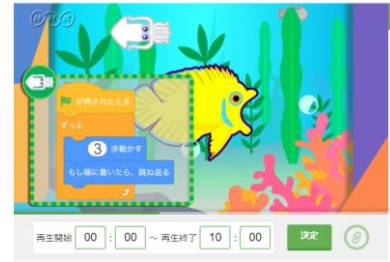 NHK
が押されたとき
ずっと
3 歩動かす
もし端に着いたら、跳ね返る
再生開始 00 : 00 ～ 再生終了 10 : 00 決定